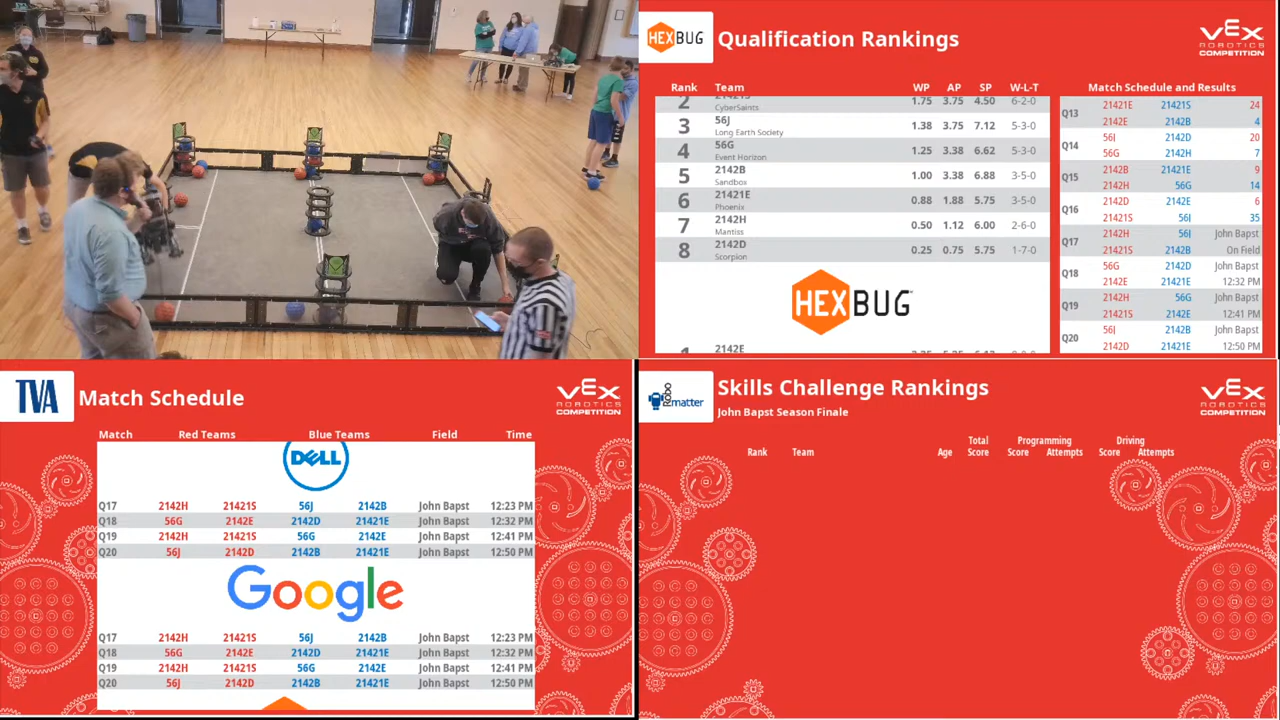 HEXBUG
Qualification Rankings
VEX
ROBOTICS
COMPETITION
Rank Team WP AP SP W-L-T
2 21421S 1.75 3.75 4.50 6-2-0
CyberSaints
3 56J 1.38 3.75 7.12 5-3-0
Long Earth Society
4 56G 1.25 3.38 6.62 5-3-0
Event Horizon
5 2142B 1.00 3.38 6.88 3-5-0
Sandbox
6 21421E 0.88 1.88 5.75 3-5-0
Phoenix
7 2142H 0.50 1.12 6.00 2-6-0
Mantiss
8 2142D 0.25 0.75 5.75 1-7-0
Scorpion
HEXBUG
2142E
Match Schedule and Results
Q13 21421E 21421S 24
2142E 2142B 4
Q14 56J 2142D 20
56G 2142H 7
Q15 2142B 21421E 9
2142H 56G 14
Q16 2142D 2142E 6
21421S 56J 35
Q17 2142H 56J John Bapst
21421S 2142B On Field
Q18 56G 2142D John Bapst
2142E 21421E 12:32 PM
Q19 2142H 56G John Bapst
21421S 2142E 12:41 PM
Q20 56J 2142B John Bapst
2142D 21421E 12:50 PM
TVA
Match Schedule
VEX
ROBOTICS
COMPETITION
Match Red Teams Blue Teams Field Time
DELL
Q17 2142H 21421S 56J 2142B John Bapst 12:23 PM
Q18 56G 2142E 2142D 21421E John Bapst 12:32 PM
Q19 2142H 21421S 56G 2142E John Bapst 12:41 PM
Q20 56J 2142D 2142B 21421E John Bapst 12:50 PM
Google
Q17 2142H 21421S 56J 2142B John Bapst 12:23 PM
Q18 56G 2142E 2142D 21421E John Bapst 12:32 PM
Q19 2142H 21421S 56G 2142E John Bapst 12:41 PM
Q20 56J 2142D 2142B 21421E John Bapst 12:50 PM
Robomatter
Skills Challenge Rankings
John Bapst Season Finale
VEX
ROBOTICS
COMPETITION
Rank Team Age Total Score Programming Score Attempts Driving Score Attempts